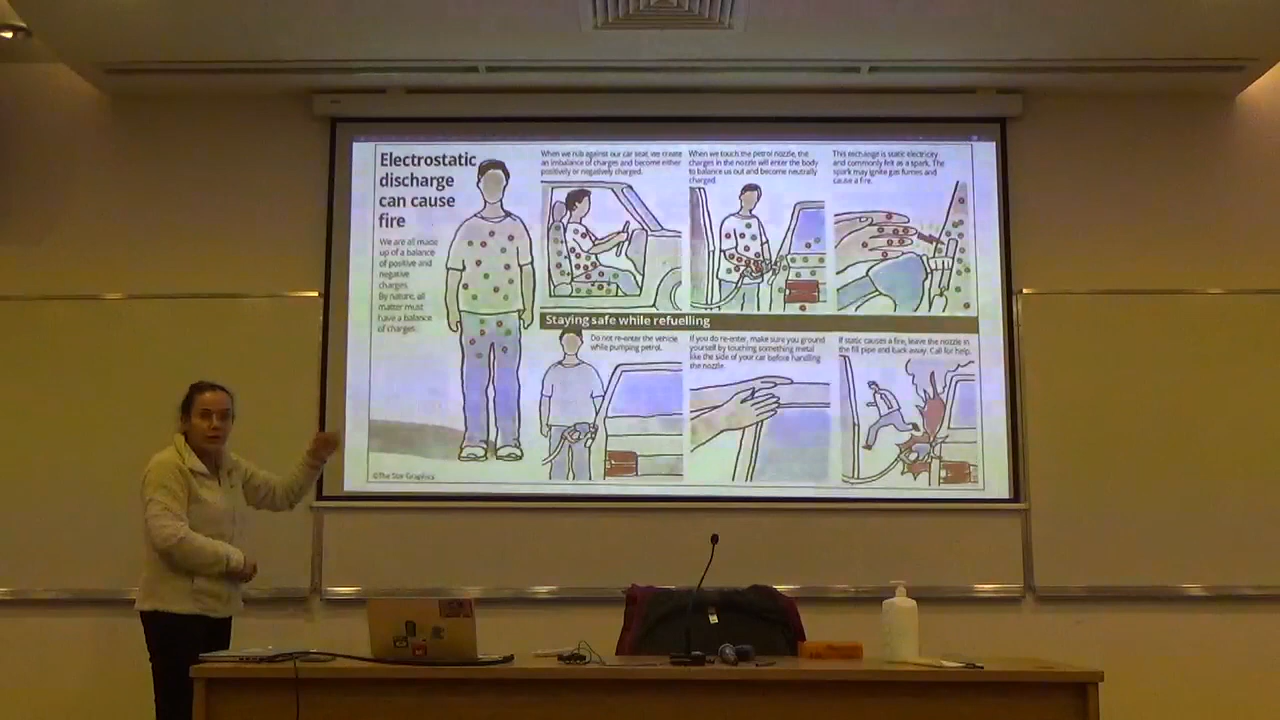 Electrostatic
discharge
can cause
fire
We are all made
up of a balance
of positive and
negative
charges.
By nature, all
matter must
have a balance
of charges.
©The Star Graphics
When we rub against our car seat, we create
an imbalance of charges and become either
positively or negatively charged.
When we touch the petrol nozzle, the
charges in the nozzle will enter the body
to balance us out and become neutrally
charged.
This exchange is static electricity
and commonly felt as a spark. The
spark may ignite gas fumes and
cause a fire.
Staying safe while refuelling
Do not re-enter the vehicle
while pumping petrol.
If you do re-enter, make sure you ground
yourself by touching something metal
like the side of your car before handling
the nozzle.
If static causes a fire, leave the nozzle in
the fill pipe and back away. Call for help.